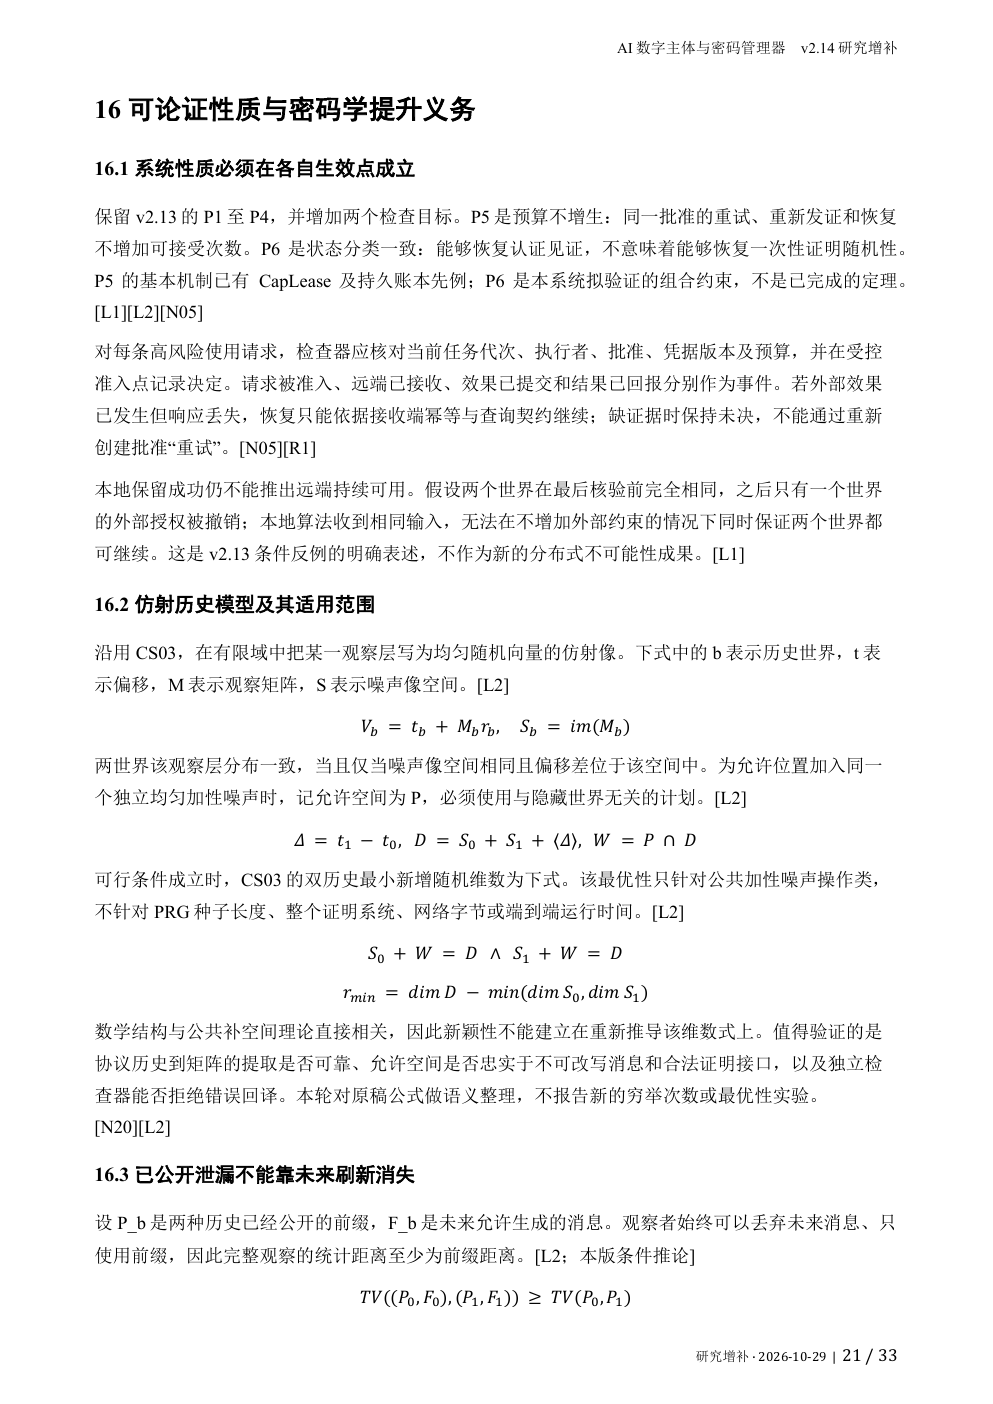 AI 数字主体与密码管理器　v2.14 研究增补
16 可论证性质与密码学提升义务
16.1 系统性质必须在各自生效点成立
保留 v2.13 的 P1 至 P4，并增加两个检查目标。P5 是预算不增生：同一批准的重试、重新发证和恢复
不增加可接受次数。P6 是状态分类一致：能够恢复认证见证，不意味着能够恢复一次性证明随机性。
P5 的基本机制已有 CapLease 及持久账本先例；P6 是本系统拟验证的组合约束，不是已完成的定理。
[L1][L2][N05]
对每条高风险使用请求，检查器应核对当前任务代次、执行者、批准、凭据版本及预算，并在受控
准入点记录决定。请求被准入、远端已接收、效果已提交和结果已回报分别作为事件。若外部效果
已发生但响应丢失，恢复只能依据接收端幂等与查询契约继续；缺证据时保持未决，不能通过重新
创建批准“重试”。[N05][R1]
本地保留成功仍不能推出远端持续可用。假设两个世界在最后核验前完全相同，之后只有一个世界
的外部授权被撤销；本地算法收到相同输入，无法在不增加外部约束的情况下同时保证两个世界都
可继续。这是 v2.13 条件反例的明确表述，不作为新的分布式不可能性成果。[L1]
16.2 仿射历史模型及其适用范围
沿用 CS03，在有限域中把某一观察层写为均匀随机向量的仿射像。下式中的 b 表示历史世界，t 表
示偏移，M 表示观察矩阵，S 表示噪声像空间。[L2]
V_b = t_b + M_b r_b,  S_b = im(M_b)
两世界该观察层分布一致，当且仅当噪声像空间相同且偏移差位于该空间中。为允许位置加入同一
个独立均匀加性噪声时，记允许空间为 P，必须使用与隐藏世界无关的计划。[L2]
Δ = t₁ − t₀, D = S₀ + S₁ + ⟨Δ⟩, W = P ∩ D
可行条件成立时，CS03 的双历史最小新增随机维数为下式。该最优性只针对公共加性噪声操作类，
不针对 PRG 种子长度、整个证明系统、网络字节或端到端运行时间。[L2]
S₀ + W = D ∧ S₁ + W = D
r_min = dim D − min(dim S₀, dim S₁)
数学结构与公共补空间理论直接相关，因此新颖性不能建立在重新推导该维数式上。值得验证的是
协议历史到矩阵的提取是否可靠、允许空间是否忠实于不可改写消息和合法证明接口，以及独立检
查器能否拒绝错误回译。本轮对原稿公式做语义整理，不报告新的穷举次数或最优性实验。
[N20][L2]
16.3 已公开泄漏不能靠未来刷新消失
设 P_b 是两种历史已经公开的前缀，F_b 是未来允许生成的消息。观察者始终可以丢弃未来消息、只
使用前缀，因此完整观察的统计距离至少为前缀距离。[L2；本版条件推论]
TV((P₀, F₀), (P₁, F₁)) ≥ TV(P₀, P₁)
研究增补 · 2026-10-29 | 21 / 33